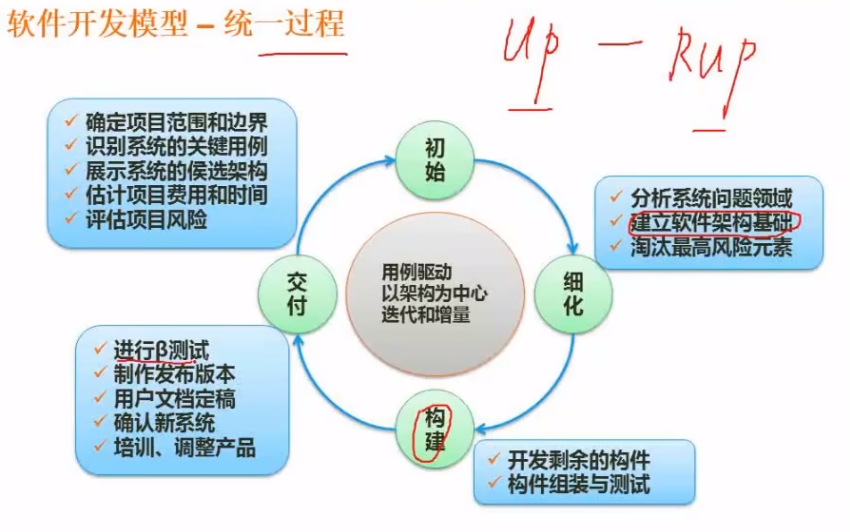 软件开发模型 – 统一过程
UP — RUP
确定项目范围和边界
识别系统的关键用例
展示系统的候选架构
估计项目费用和时间
评估项目风险
初始
分析系统问题领域
建立软件架构基础
淘汰最高风险元素
用例驱动
以架构为中心
迭代和增量
交付
细化
进行β测试
制作发布版本
用户文档定稿
确认新系统
培训、调整产品
构建
开发剩余的构件
构件组装与测试